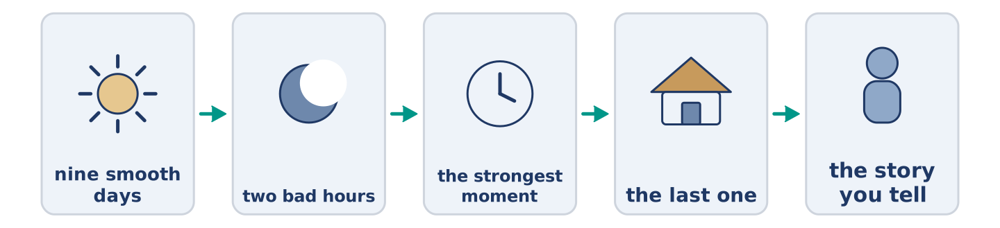 nine smooth
days
two bad hours
the strongest
moment
the last one
the story
you tell